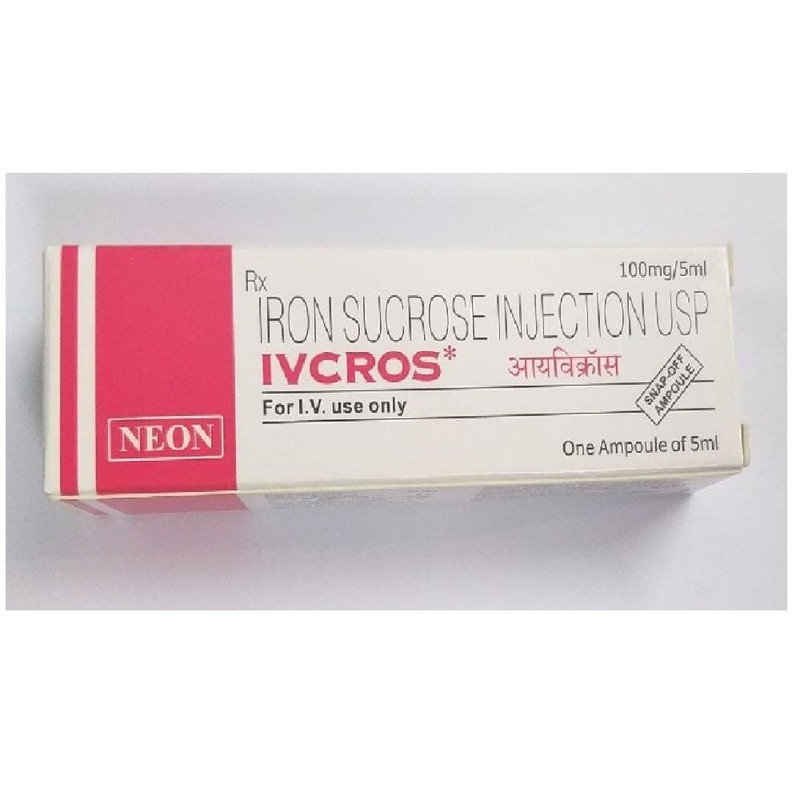 100mg/5ml
Rx
IRON SUCROSE INJECTION USP
IVCROS* आयविक्रॉस
For I.V. use only
SNAP-OFF
AMPOULE
NEON
One Ampoule of 5ml